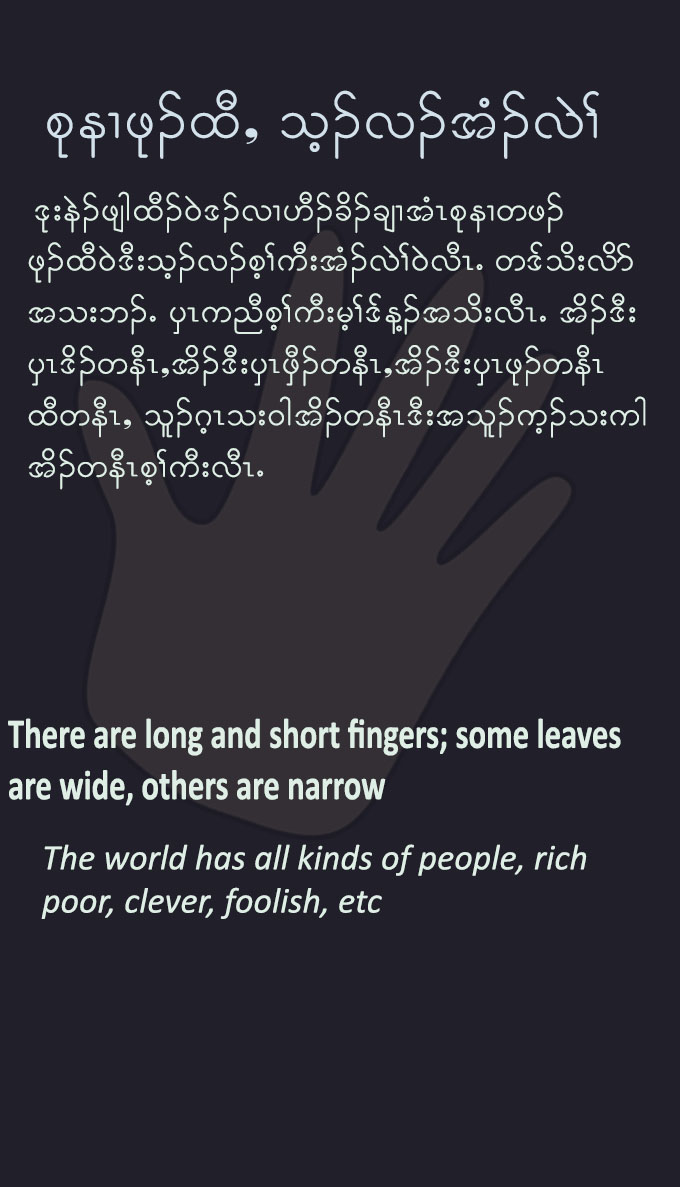 စုနၢဖုၣ်ထီ, သ့ၣ်လၣ်အံၣ်လဲၢ်
ဒုးနဲၣ်ဖျါထီၣ်ဝဲဒၣ်လၢဟီၣ်ခိၣ်ချၢအံၤစုနၢတဖၣ်
ဖုၣ်ထီဝဲဒီးသ့ၣ်လၣ်စ့ၢ်ကီးအံၣ်လဲၢ်ဝဲလီၤ. တဒ်သိးလိာ်
အသးဘၣ်. ပှၤကညီစ့ၢ်ကီးမ့ၢ်ဒ်န့ၣ်အသိးလီၤ. အိၣ်ဒီး
ပှၤဒိၣ်တနီၤ,အိၣ်ဒီးပှၤဖှီၣ်တနီၤ,အိၣ်ဒီးပှၤဖုၣ်တနီၤ
ထီတနီၤ, သူၣ်ဂ့ၤသးဝါအိၣ်တနီၤဒီးအသူၣ်က့ၣ်သးကါ
အိၣ်တနီၤစ့ၢ်ကီးလီၤ.
There are long and short fingers; some leaves
are wide, others are narrow
The world has all kinds of people, rich
poor, clever, foolish, etc